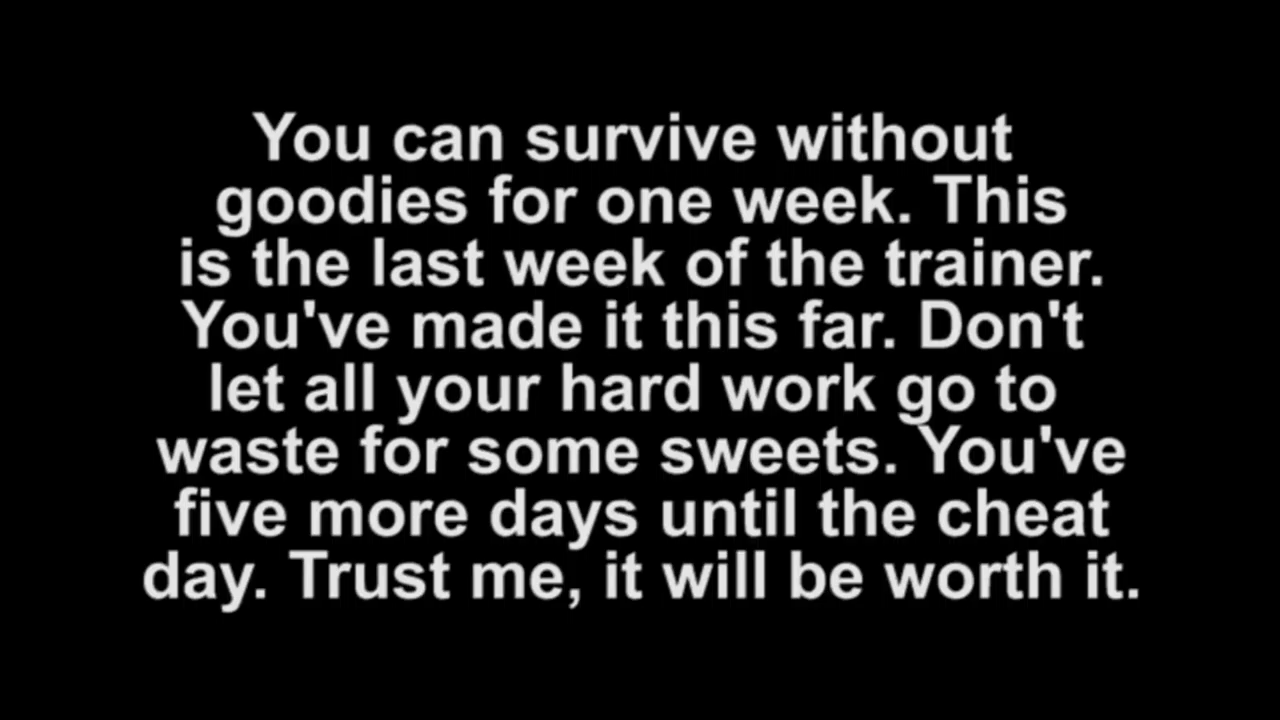 You can survive without
goodies for one week. This
is the last week of the trainer.
You've made it this far. Don't
let all your hard work go to
waste for some sweets. You've
five more days until the cheat
day. Trust me, it will be worth it.